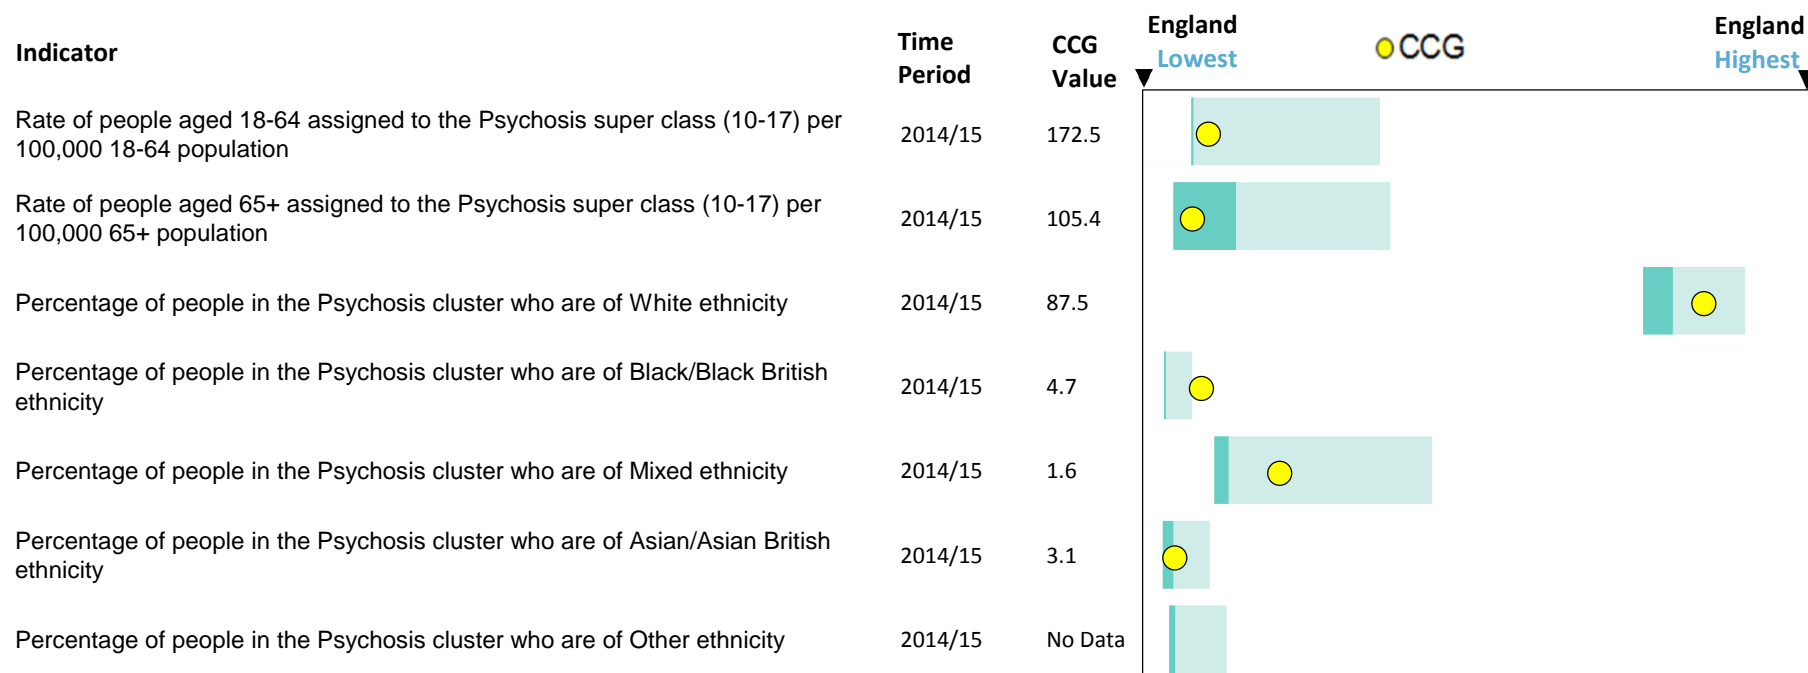 Indicator
Time
Period
CCG
Value
England
Lowest
CCG
England
Highest
Rate of people aged 18-64 assigned to the Psychosis super class (10-17) per
100,000 18-64 population
2014/15
172.5
Rate of people aged 65+ assigned to the Psychosis super class (10-17) per
100,000 65+ population
2014/15
105.4
Percentage of people in the Psychosis cluster who are of White ethnicity
2014/15
87.5
Percentage of people in the Psychosis cluster who are of Black/Black British
ethnicity
2014/15
4.7
Percentage of people in the Psychosis cluster who are of Mixed ethnicity
2014/15
1.6
Percentage of people in the Psychosis cluster who are of Asian/Asian British
ethnicity
2014/15
3.1
Percentage of people in the Psychosis cluster who are of Other ethnicity
2014/15
No Data